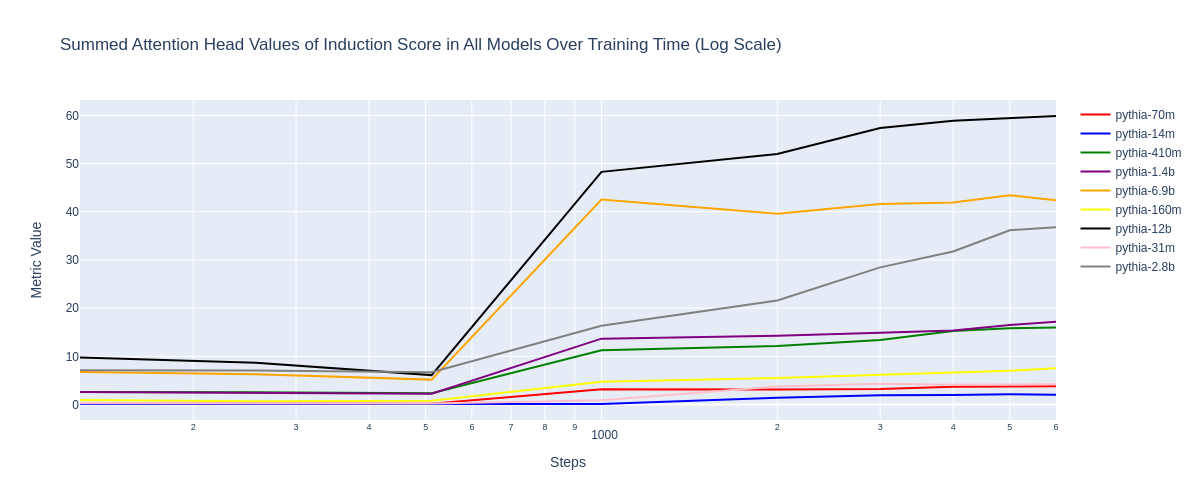 Summed Attention Head Values of Induction Score in All Models Over Training Time (Log Scale)
60
50
40
30
20
10
0
Metric Value
2
3
4
5
6
7
8
9
1000
2
3
4
5
6
Steps
pythia-70m
pythia-14m
pythia-410m
pythia-1.4b
pythia-6.9b
pythia-160m
pythia-12b
pythia-31m
pythia-2.8b